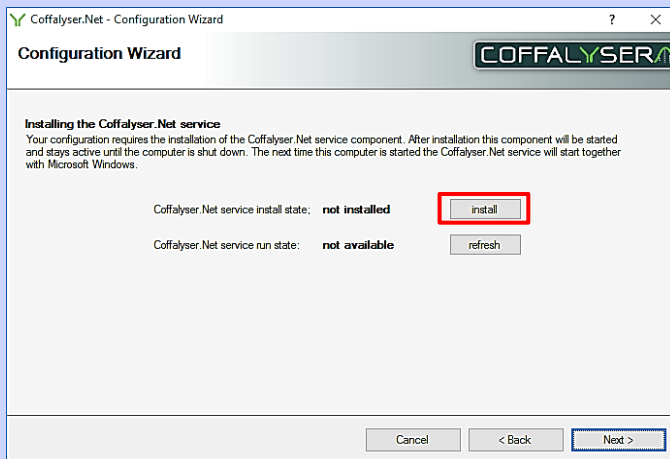 Coffalyser.Net - Configuration Wizard
? ×
Configuration Wizard
COFFALYSER
Installing the Coffalyser.Net service
Your configuration requires the installation of the Coffalyser.Net service component. After installation this component will be started
and stays active until the computer is shut down. The next time this computer is started the Coffalyser.Net service will start together
with Microsoft Windows.
Coffalyser.Net service install state; not installed install
Coffalyser.Net service run state: not available refresh
Cancel < Back Next >